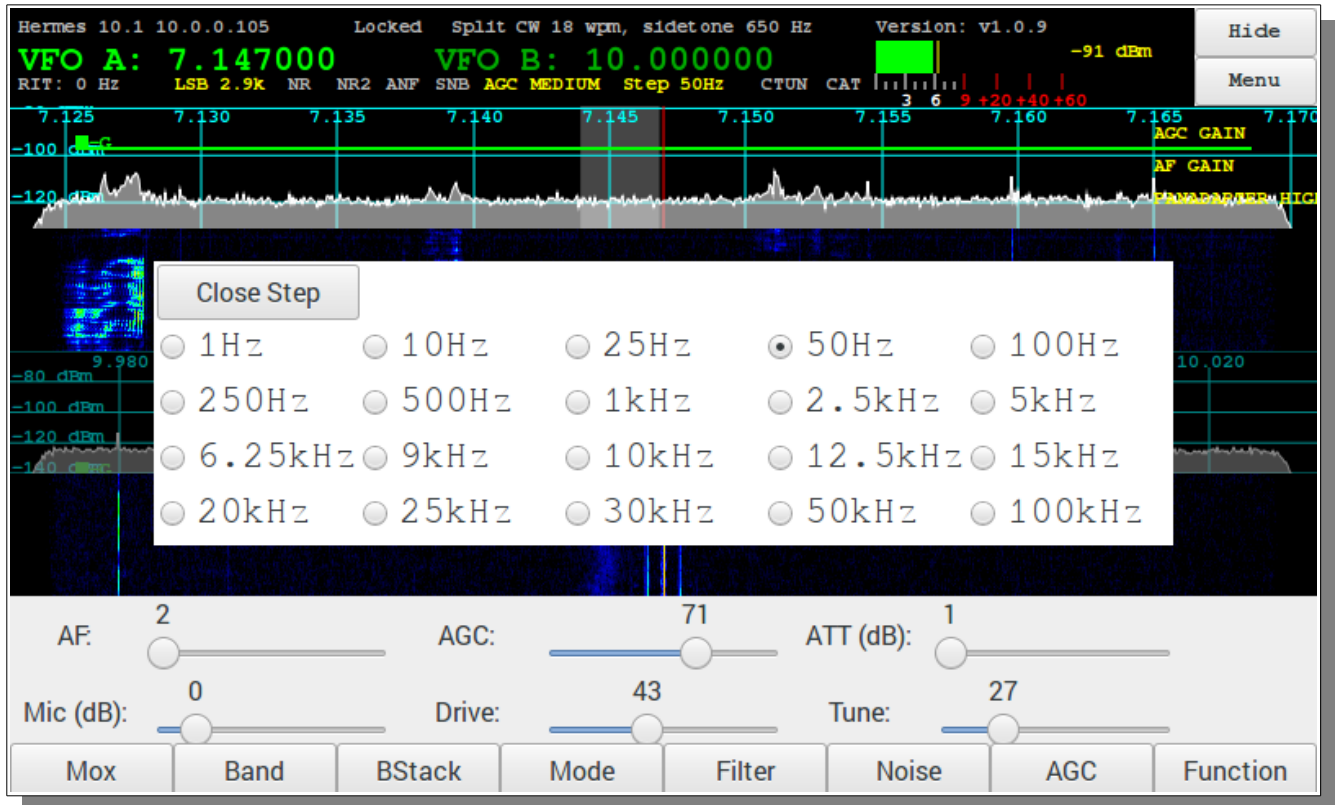 Hermes 10.1 10.0.0.105 Locked Split CW 18 wpm, sidetone 650 Hz Version: v1.0.9 Hide
VFO A: 7.147000 VFO B: 10.000000 -91 dBm
RIT: 0 Hz LSB 2.9k NR NR2 ANF SNB AGC MEDIUM Step 50Hz CTUN CAT Menu
3 6 9 +20 +40 +60
7.125 7.130 7.135 7.140 7.145 7.150 7.155 7.160 7.165 7.170
AGC GAIN
-100 dBm
AF GAIN
-120 dBm PANADAPTER HIG
Close Step
1Hz 10Hz 25Hz 50Hz 100Hz
9.980 10.020
-80 dBm
250Hz 500Hz 1kHz 2.5kHz 5kHz
-100 dBm
-120 dBm
6.25kHz 9kHz 10kHz 12.5kHz 15kHz
-140 dBm
20kHz 25kHz 30kHz 50kHz 100kHz
2 71 1
AF: AGC: ATT (dB):
0 43 27
Mic (dB): Drive: Tune:
Mox Band BStack Mode Filter Noise AGC Function